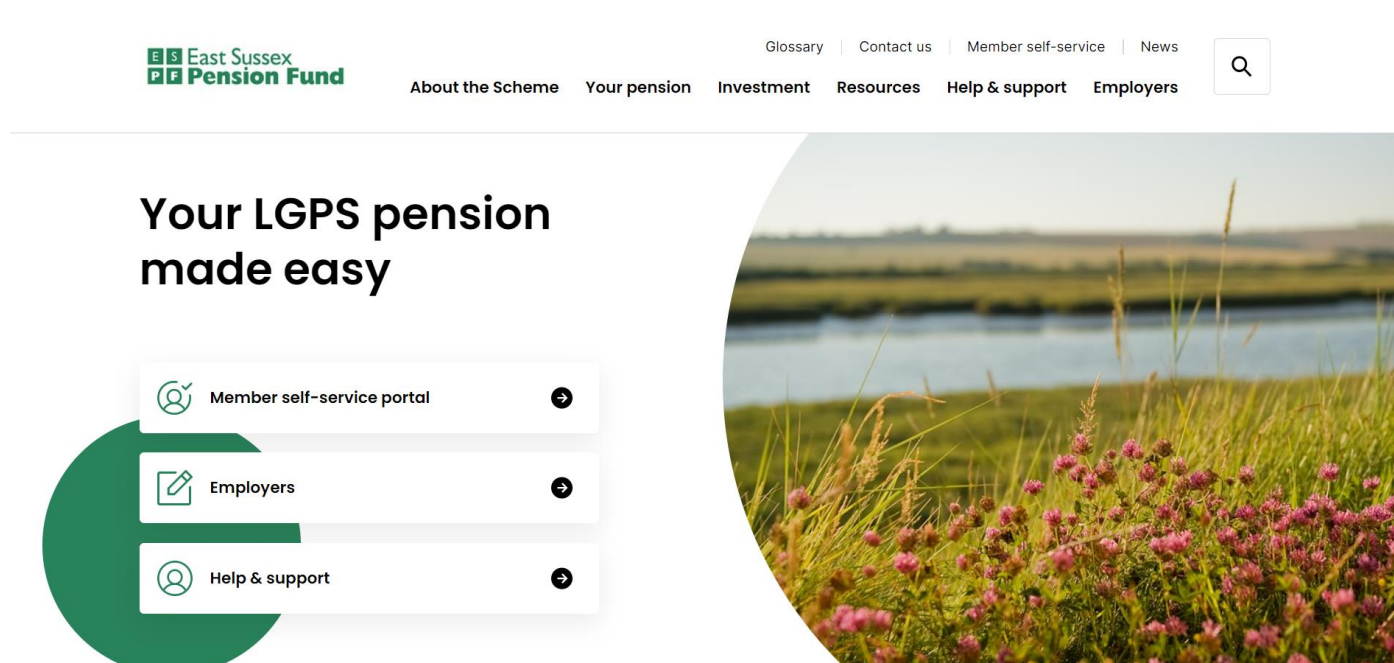 Glossary
Contact us
Member self-service
News
E S East Sussex
P F Pension Fund
About the Scheme
Your pension
Investment
Resources
Help & support
Employers
Your LGPS pension
made easy
Member self-service portal
Employers
Help & support